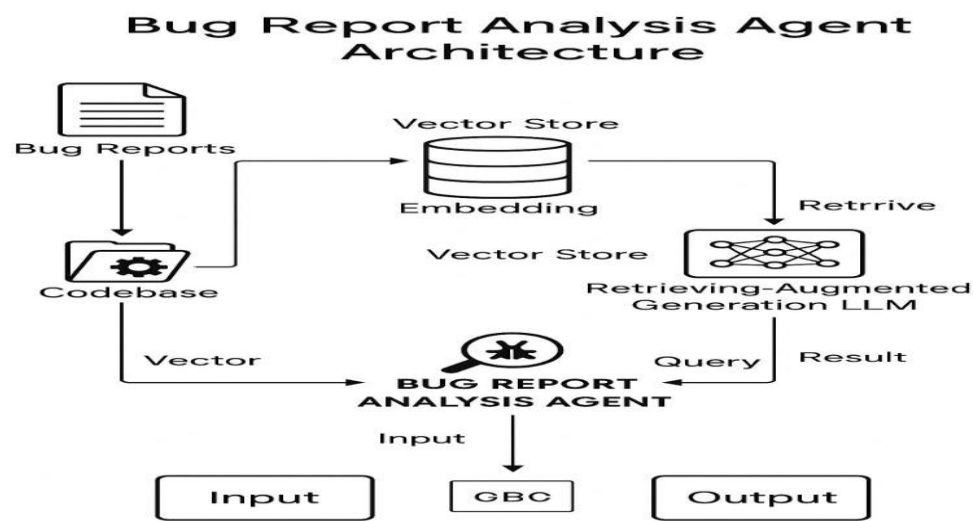 Bug Report Analysis Agent
Architecture
Vector Store
Bug Reports
Embedding
Retrrive
Vector Store
Codebase
Retrieving-Augmented
Generation LLM
Vector
Query
Result
BUG REPORT
ANALYSIS AGENT
Input
Input
GBC
Output